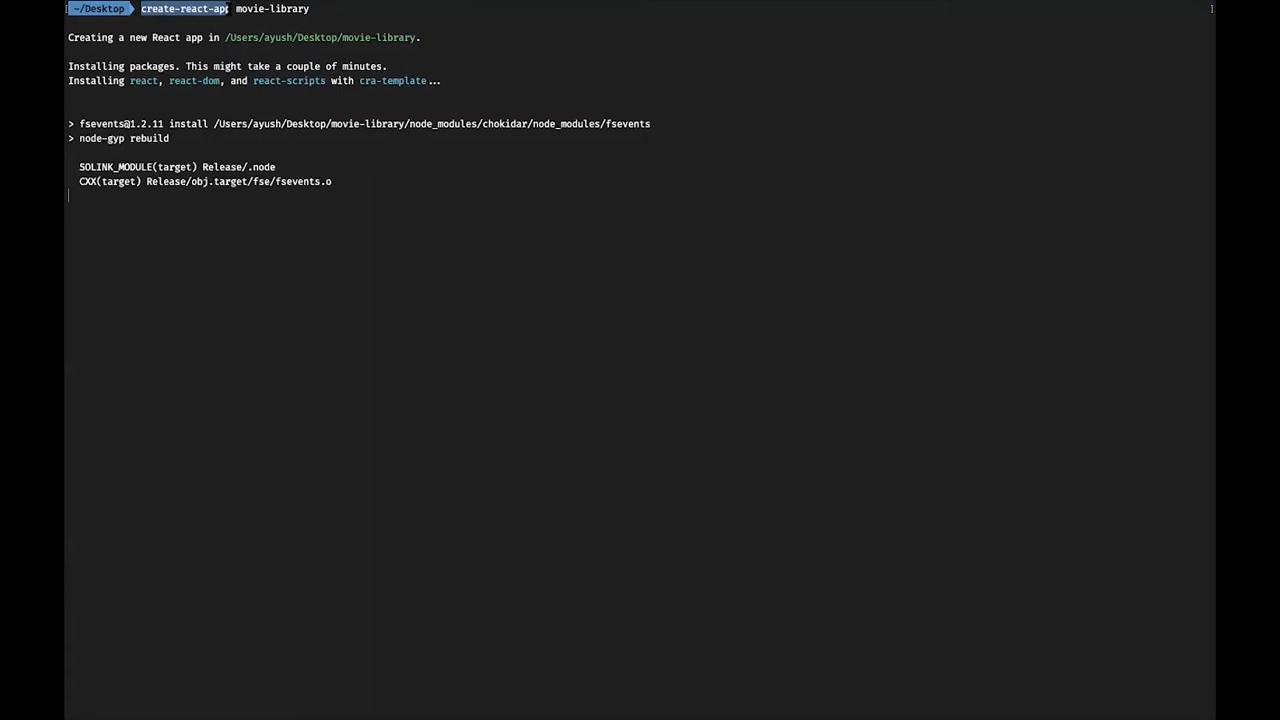 ~/Desktop create-react-app movie-library
Creating a new React app in /Users/ayush/Desktop/movie-library.
Installing packages. This might take a couple of minutes.
Installing react, react-dom, and react-scripts with cra-template...
> fsevents@1.2.11 install /Users/ayush/Desktop/movie-library/node_modules/chokidar/node_modules/fsevents
> node-gyp rebuild
SOLINK_MODULE(target) Release/.node
CXX(target) Release/obj.target/fse/fsevents.o